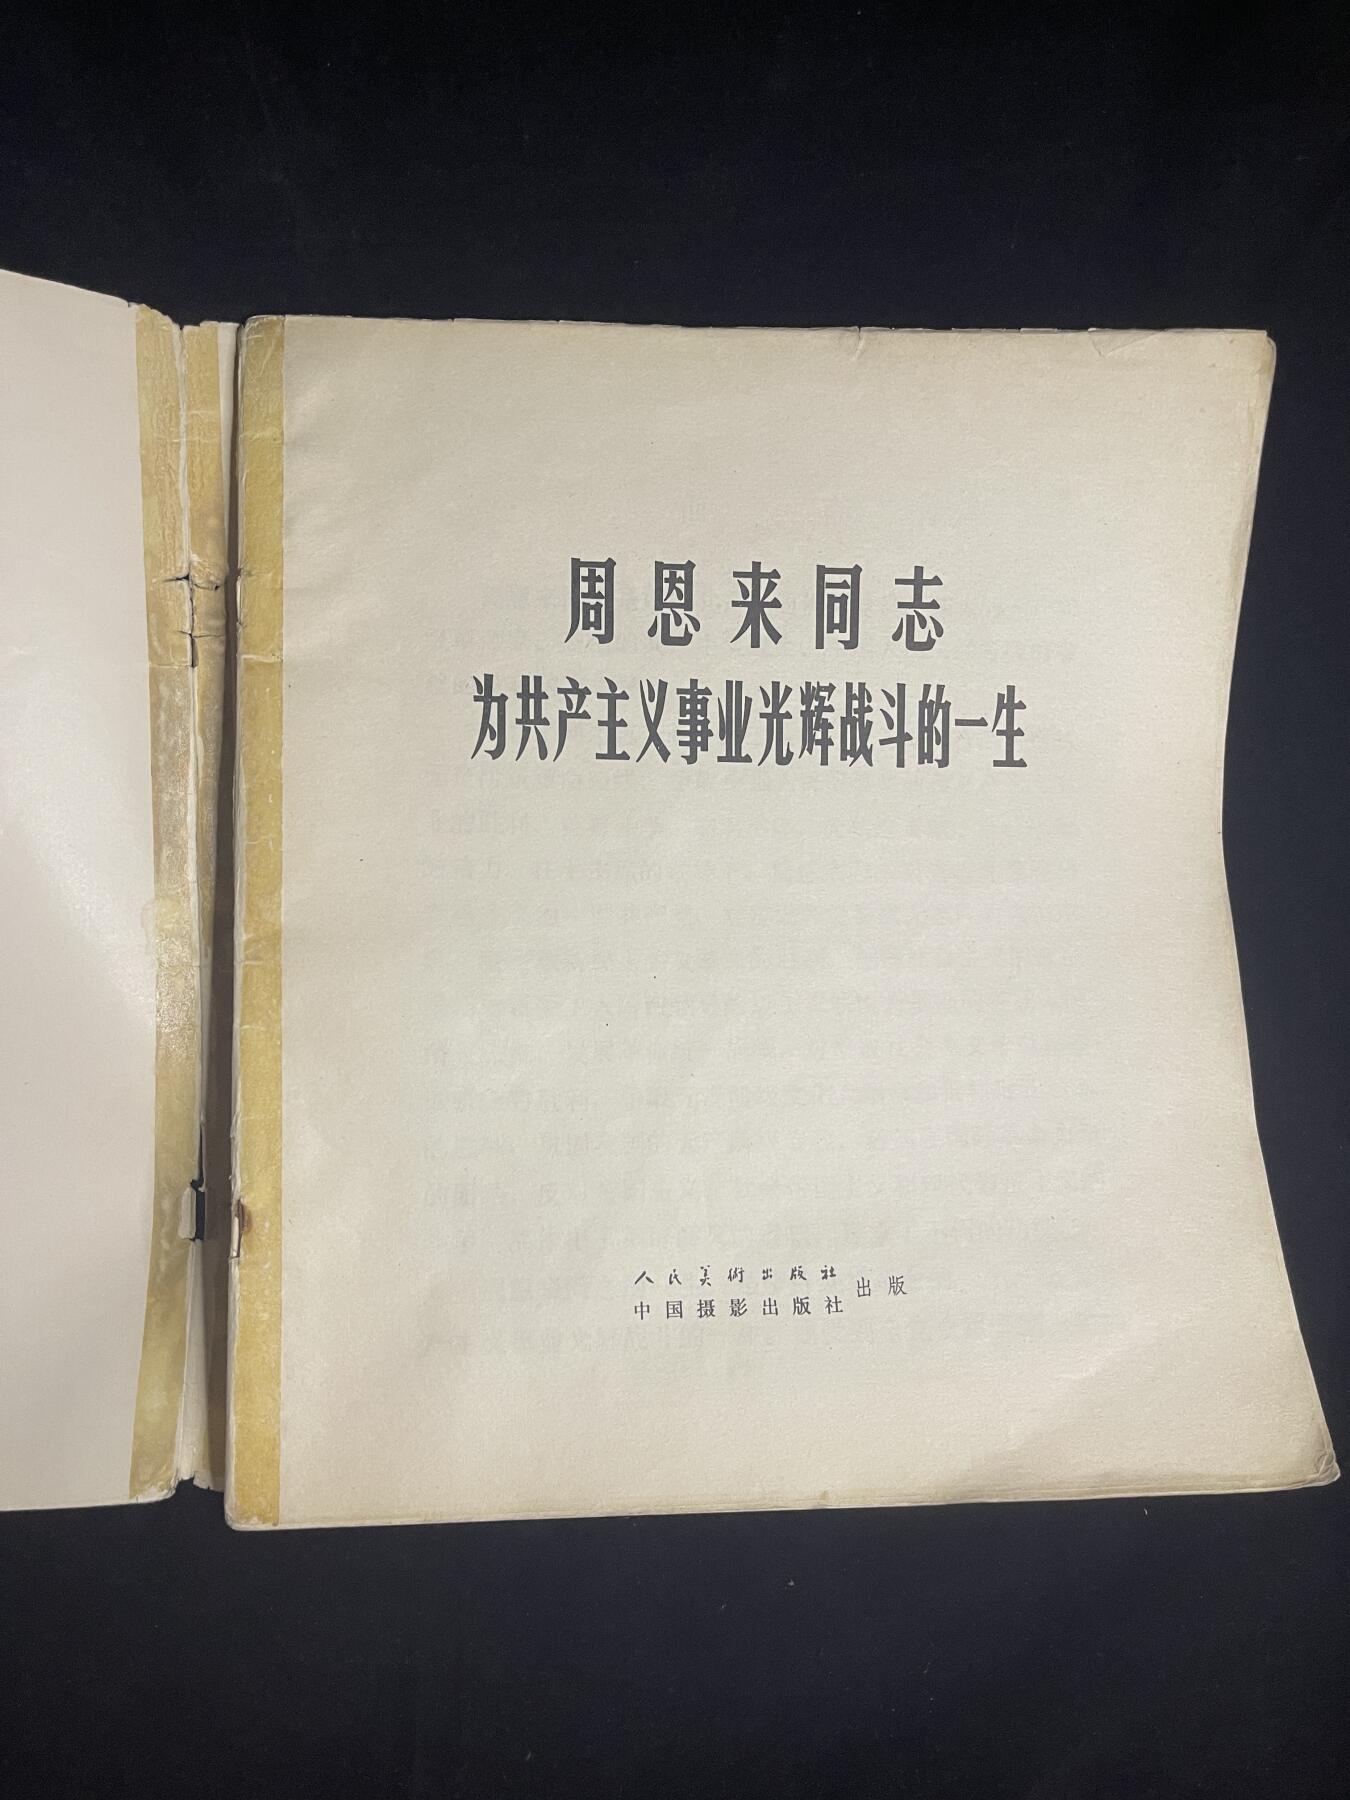 周恩来同志
为共产主义事业光辉战斗的一生
人民美術出版社
中国摄影出版社
出版